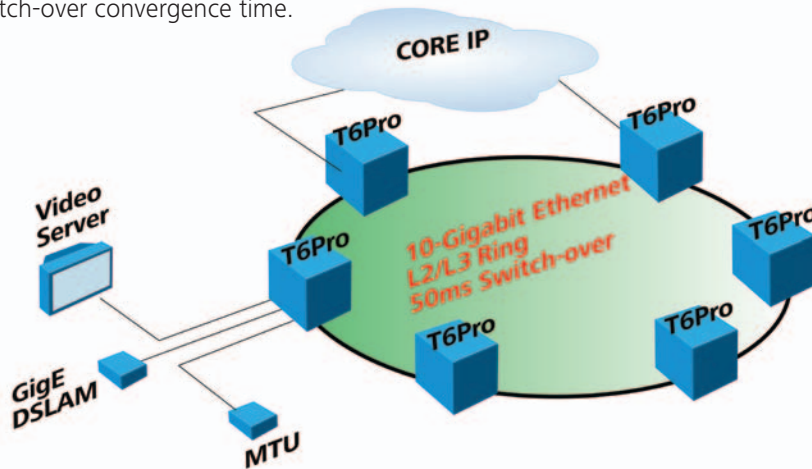 tch-over convergence time.
CORE IP
T6Pro
T6Pro
Video
Server
T6Pro
T6Pro
10-Gigabit Ethernet
L2/L3 Ring
50ms Switch-over
T6Pro
T6Pro
GigE
DSLAM
MTU